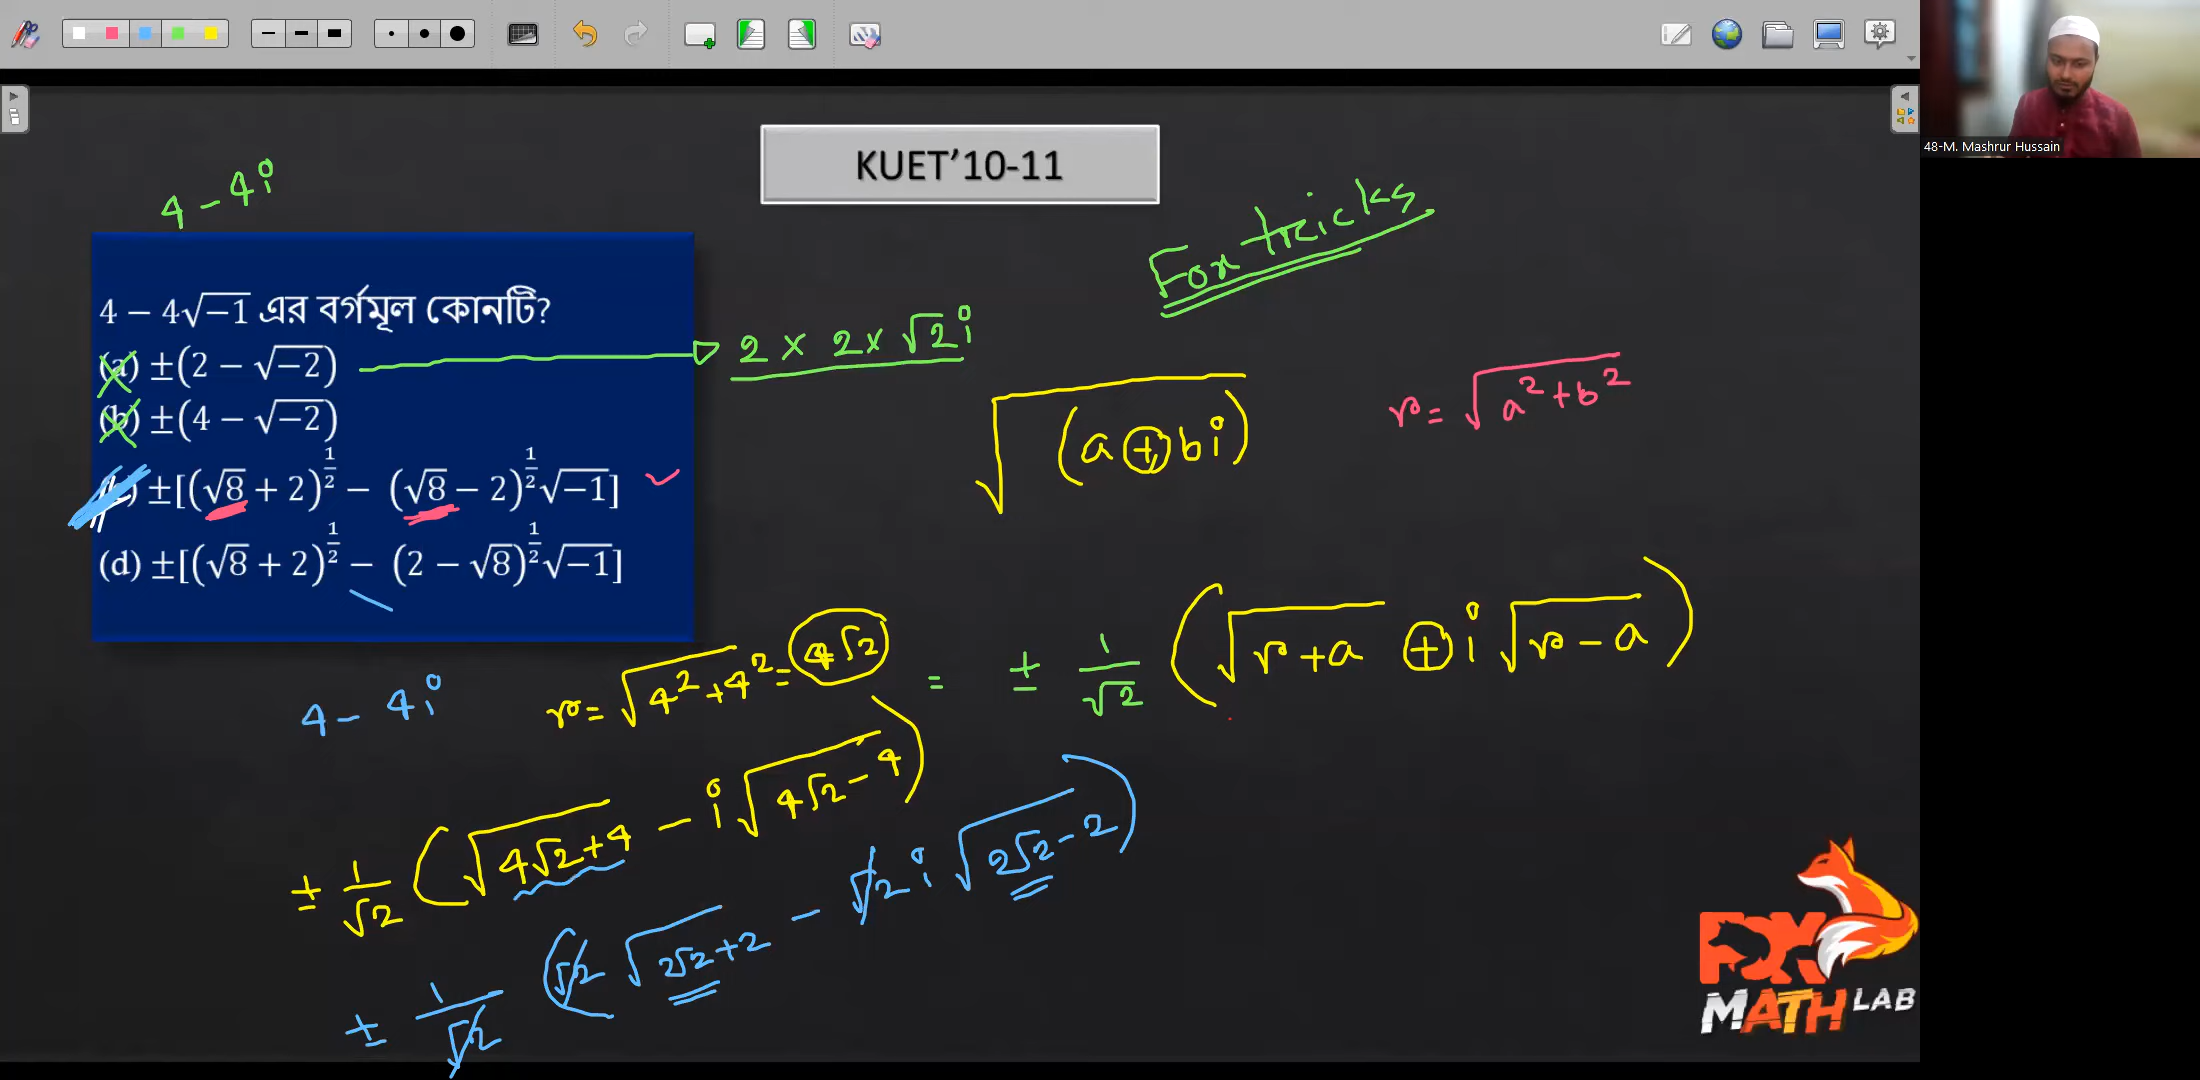 48-M. Mashrur Hussain
KUET'10-11
4 - 4i
Fox tricks
4 − 4√−1 এর বর্গমূল কোনটি?
(a) ±(2 − √−2)
2 × 2 × √2i
(b) ±(4 − √−2)
√(a + bi)
r = √a² + b²
(c) ±[(√8 + 2)^½ − (√8 − 2)^½√−1]
(d) ±[(√8 + 2)^½ − (2 − √8)^½√−1]
4 - 4i
r = √4² + 4² = 4√2
= ± 1/√2 (√r + a + i√r - a)
± 1/√2 (√4√2 + 4 - i√4√2 - 4)
± 1/√2 (√2 √2√2 + 2 - √2 i √2√2 - 2)
FOX
MATH LAB